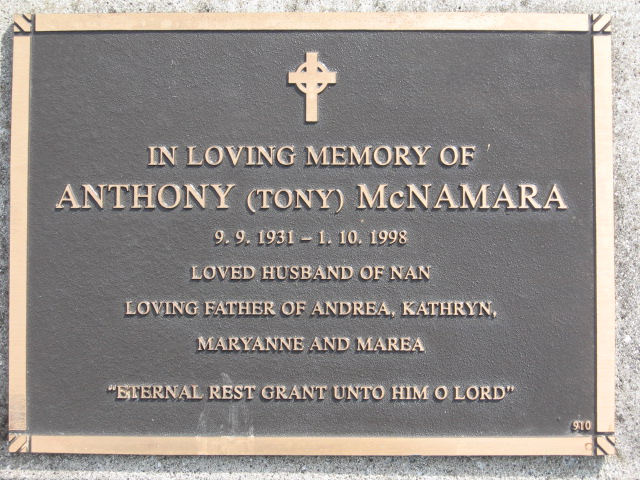 IN LOVING MEMORY OF
ANTHONY (TONY) McNAMARA
9. 9. 1931 – 1. 10. 1998
LOVED HUSBAND OF NAN
LOVING FATHER OF ANDREA, KATHRYN,
MARYANNE AND MAREA
"ETERNAL REST GRANT UNTO HIM O LORD"
910